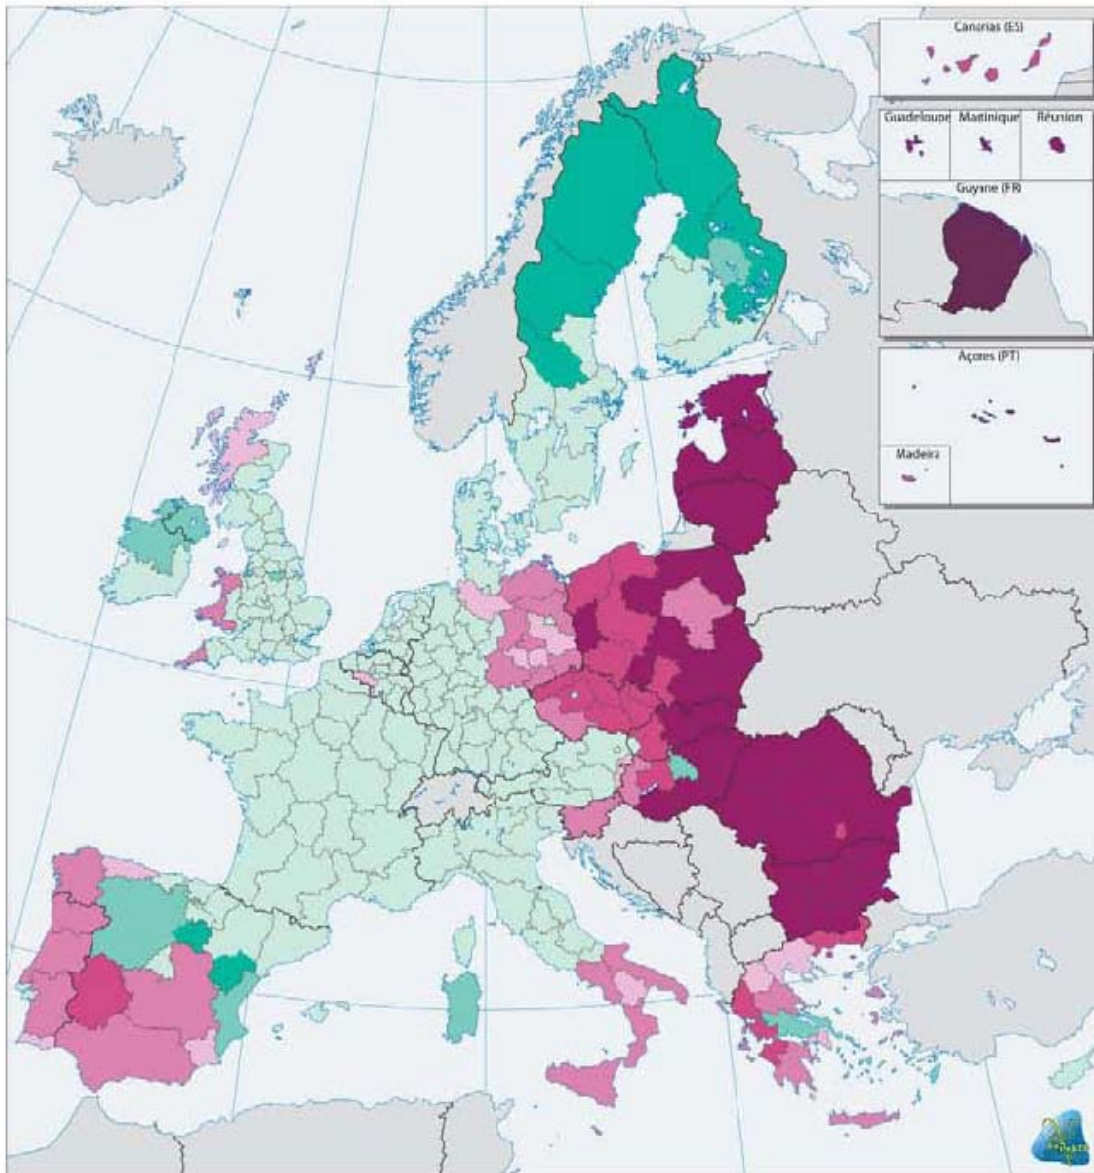 Canarias (ES)
Guadeloupe
Martinique
Réunion
Guyane (FR)
Açores (PT)
Madeira